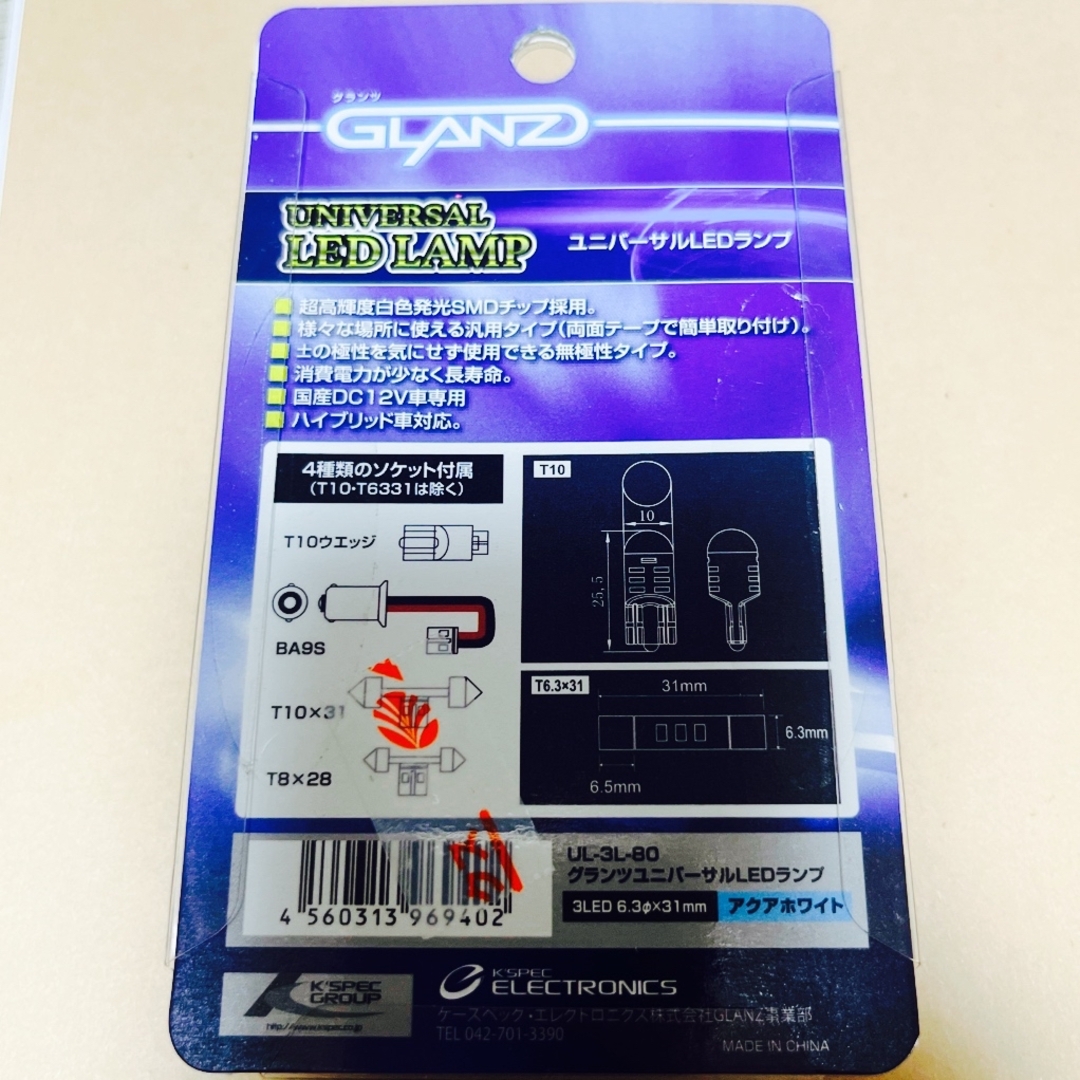 グランツ
GLANZ
UNIVERSAL
LED LAMP
ユニバーサルLEDランプ
超高輝度白色発光SMDチップ採用。
様々な場所に使える汎用タイプ(両面テープで簡単取り付け)。
±の極性を気にせず使用できる無極性タイプ。
消費電力が少なく長寿命。
国産DC12V車専用
ハイブリッド車対応。
4種類のソケット付属
(T10・T6331は除く)
T10ウエッジ
BA9S
T10×31
T8×28
T10
10
25,5
T6.3×31
31mm
6.3mm
6.5mm
4 560313 969402
UL-3L-80
グランツユニバーサルLEDランプ
3LED 6.3φ×31mm
アクアホワイト
K'SPEC
GROUP
http://www.kspec.co.jp
K'SPEC
ELECTRONICS
ケースペック・エレクトロニクス株式会社GLANZ事業部
TEL 042-701-3390
MADE IN CHINA